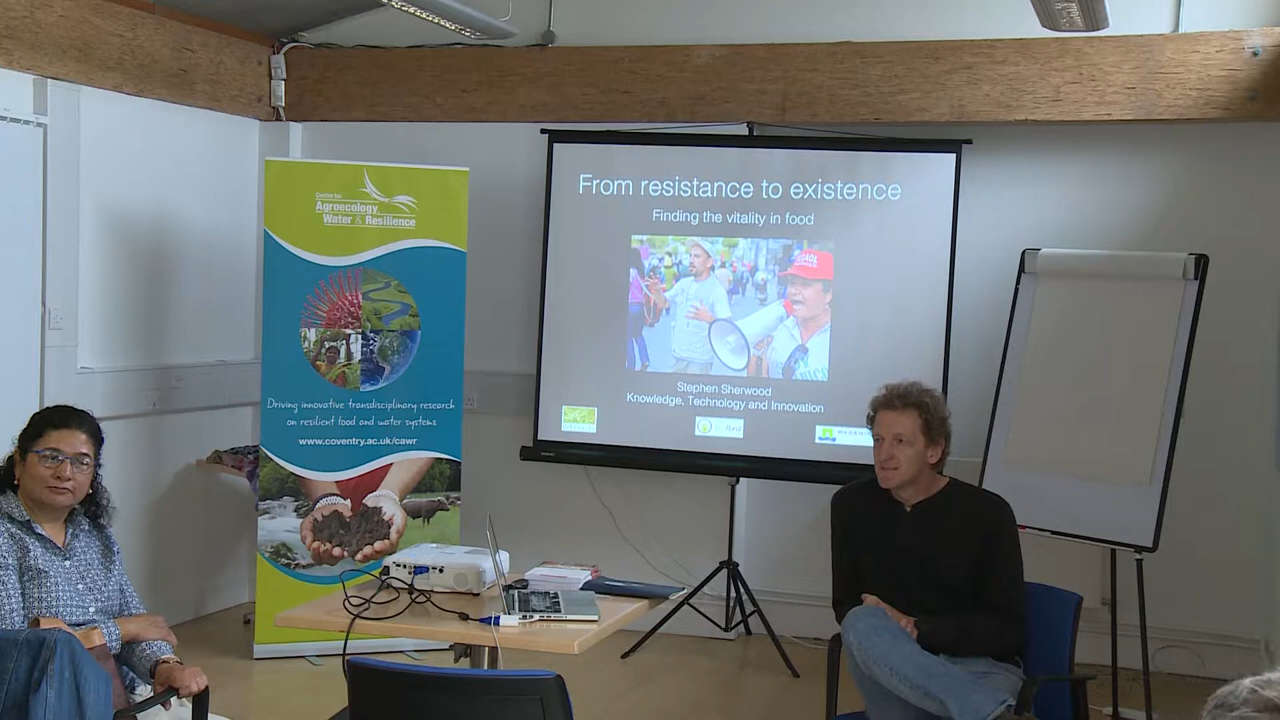 Centre for
Agroecology
Water & Resilience
Driving innovative transdisciplinary research
on resilient food and water systems
www.coventry.ac.uk/cawr
From resistance to existence
Finding the vitality in food
Stephen Sherwood
Knowledge, Technology and Innovation